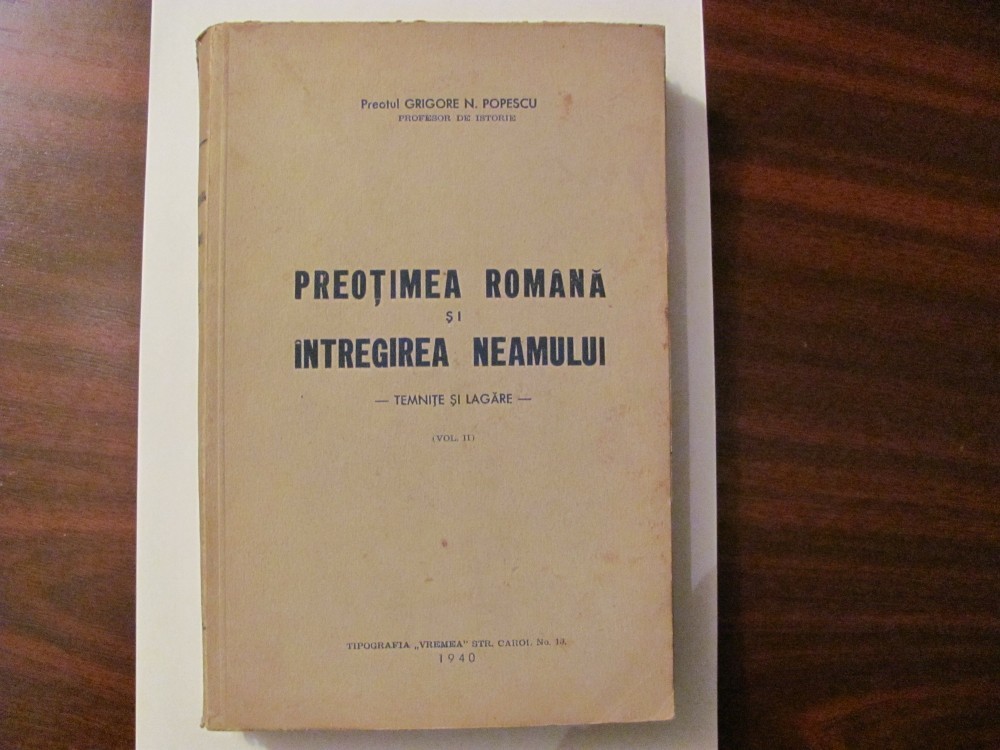 Preotul GRIGORE N. POPESCU
PROFESOR DE ISTORIE
PREOȚIMEA ROMÂNĂ
ȘI
ÎNTREGIREA NEAMULUI
— TEMNIȚE ȘI LAGĂRE —
(VOL. II)
TIPOGRAFIA „VREMEA” STR. CAROL No. 10.
1940